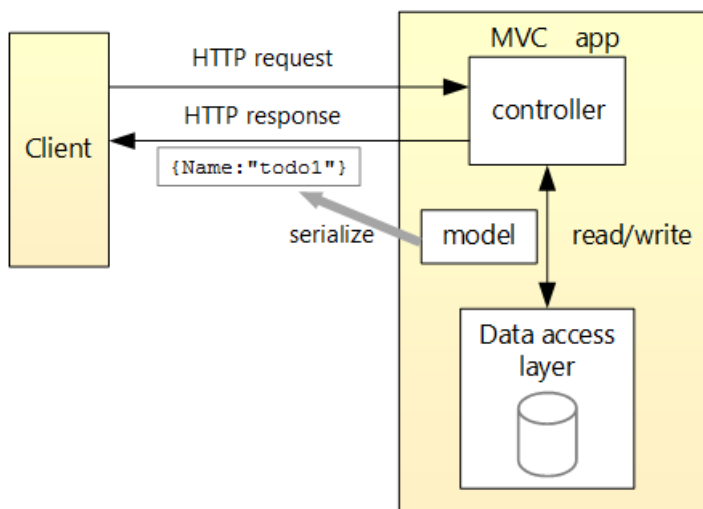 MVC app
HTTP request
controller
HTTP response
Client
{Name:"todo1"}
serialize
model
read/write
Data access
layer